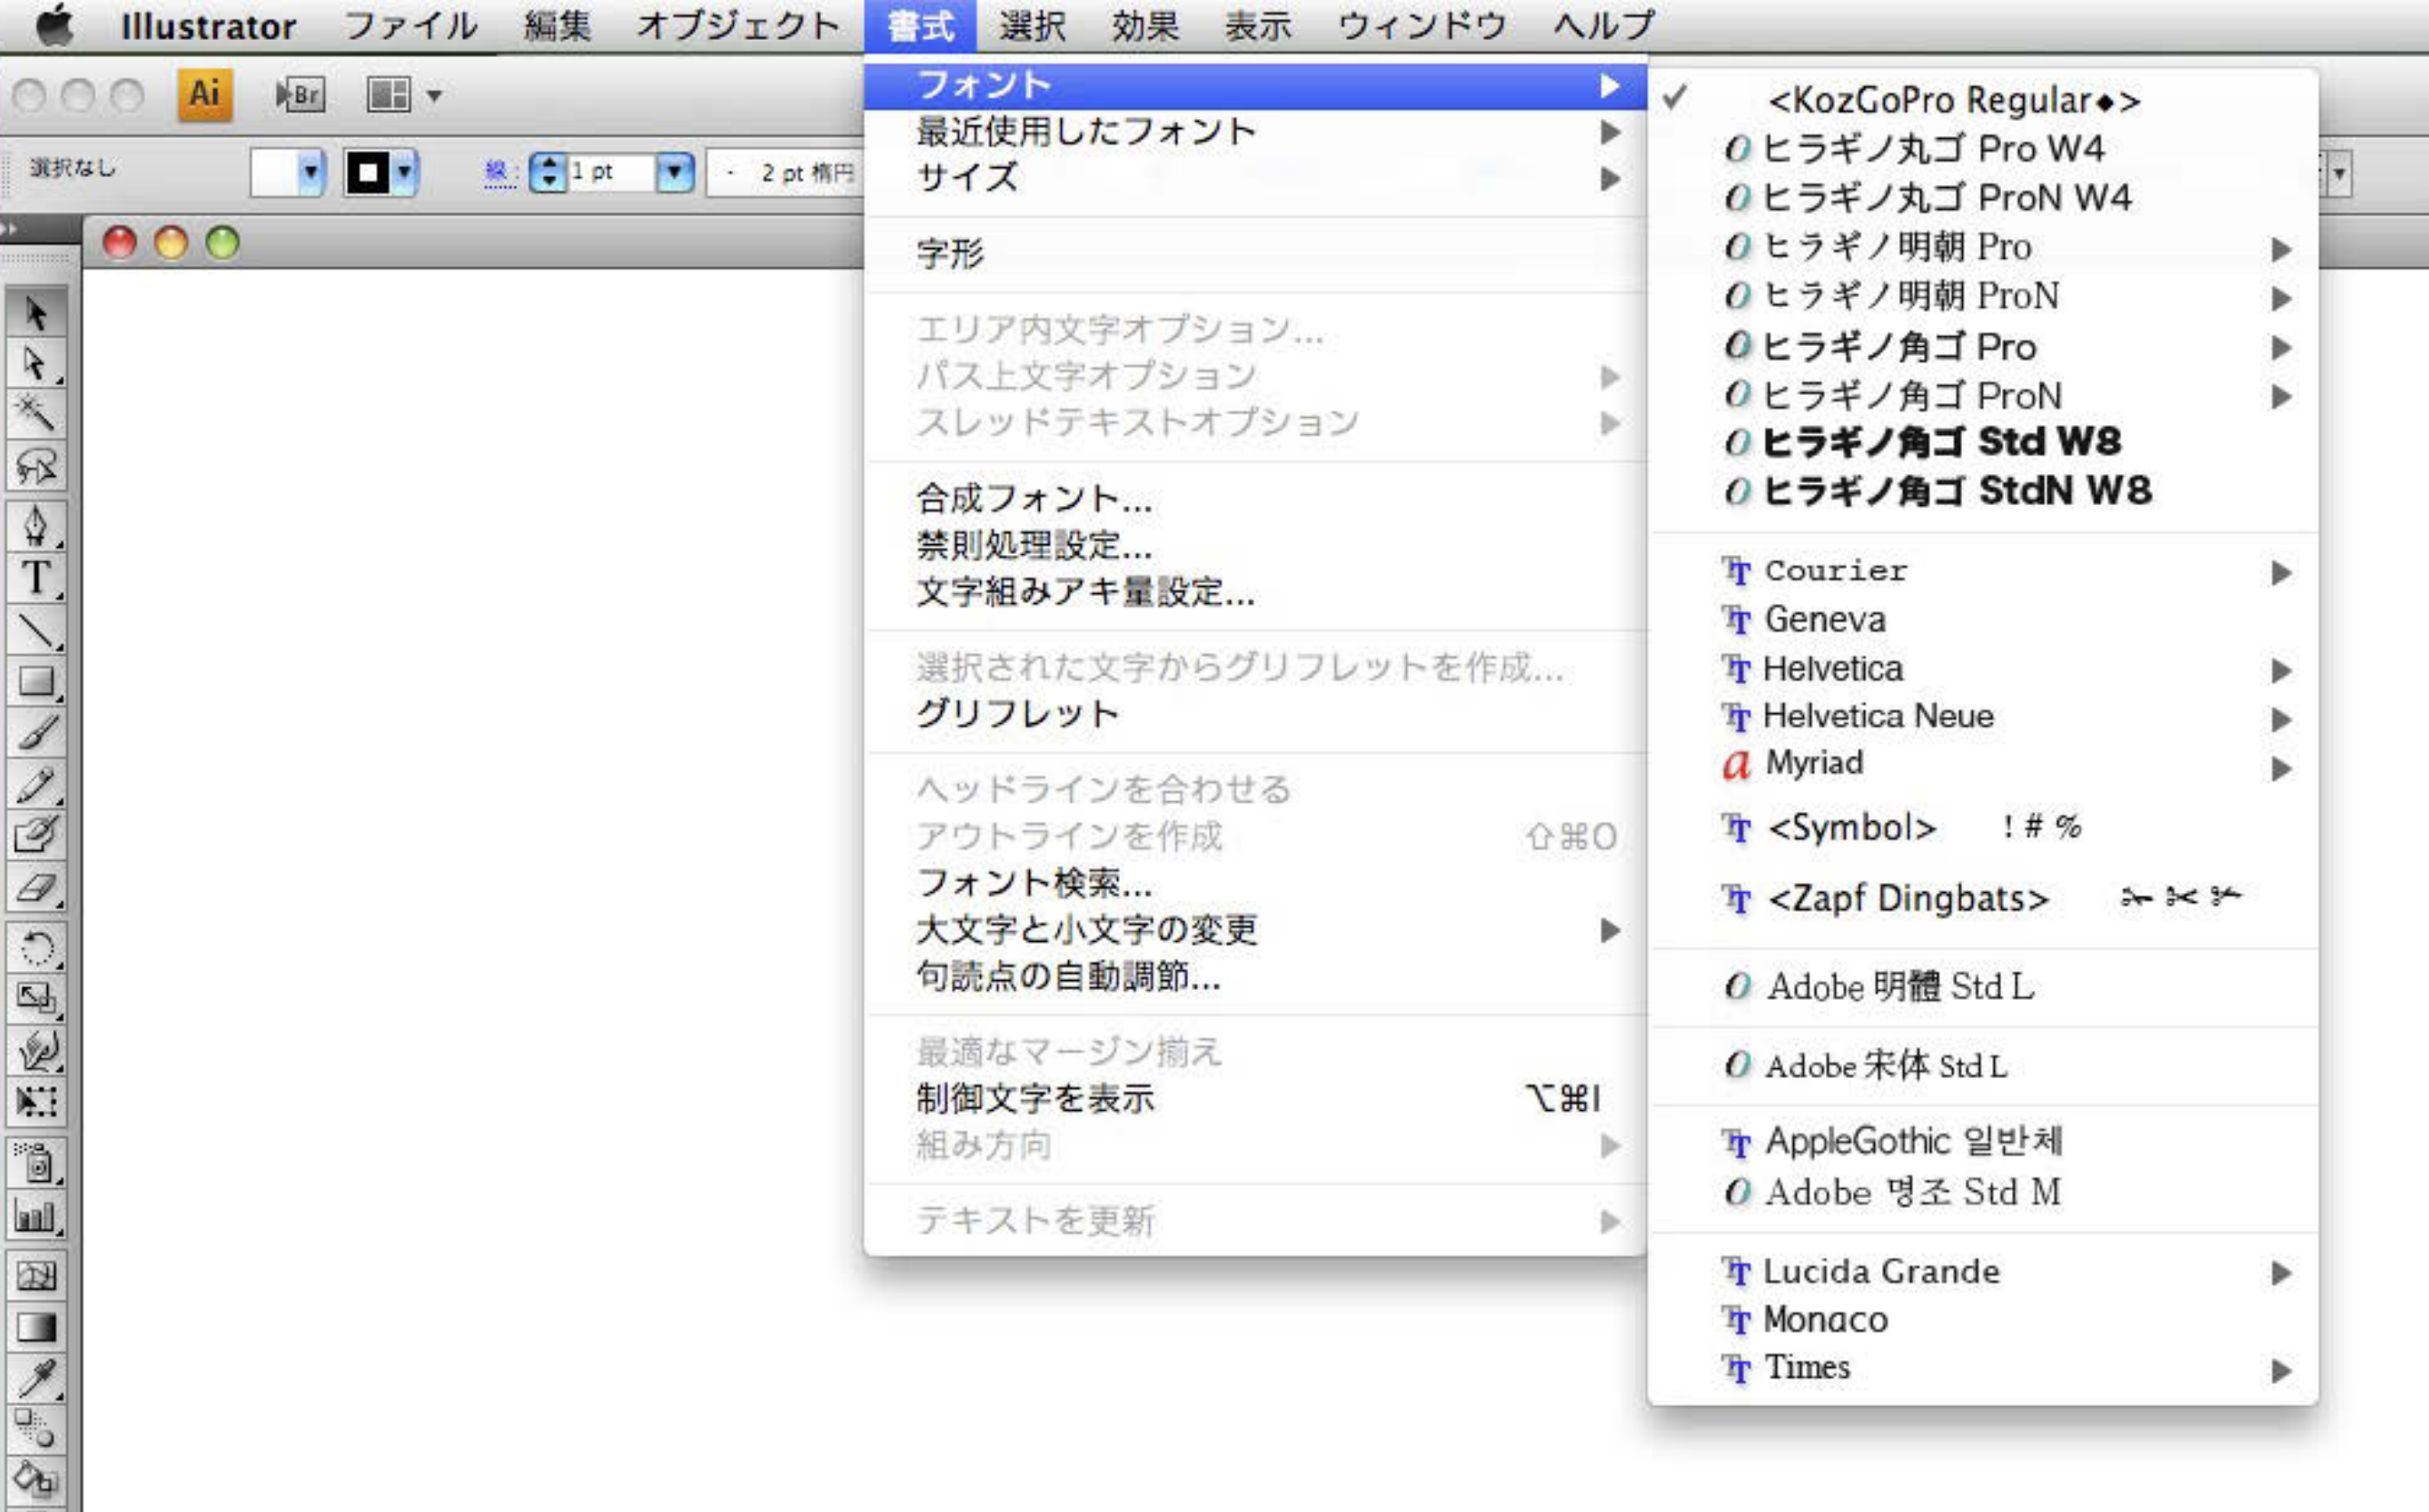 Illustrator ファイル 編集 オブジェクト 書式 選択 効果 表示 ウィンドウ ヘルプ
Ai Br
選択なし 線 : 1 pt 2 pt 楕円
フォント
最近使用したフォント
サイズ
字形
エリア内文字オプション...
パス上文字オプション
スレッドテキストオプション
合成フォント...
禁則処理設定...
文字組みアキ量設定...
選択された文字からグリフレットを作成...
グリフレット
ヘッドラインを合わせる
アウトラインを作成 ⇧⌘O
フォント検索...
大文字と小文字の変更
句読点の自動調節...
最適なマージン揃え
制御文字を表示 ⌥⌘I
組み方向
テキストを更新
✓ <KozGoPro Regular◆>
O ヒラギノ丸ゴ Pro W4
O ヒラギノ丸ゴ ProN W4
O ヒラギノ明朝 Pro
O ヒラギノ明朝 ProN
O ヒラギノ角ゴ Pro
O ヒラギノ角ゴ ProN
O ヒラギノ角ゴ Std W8
O ヒラギノ角ゴ StdN W8
T Courier
T Geneva
T Helvetica
T Helvetica Neue
a Myriad
T <Symbol> ! # %
T <Zapf Dingbats> ✁ ✂ ✃
O Adobe 明體 Std L
O Adobe 宋体 Std L
T AppleGothic 일반체
O Adobe 명조 Std M
T Lucida Grande
T Monaco
T Times
T